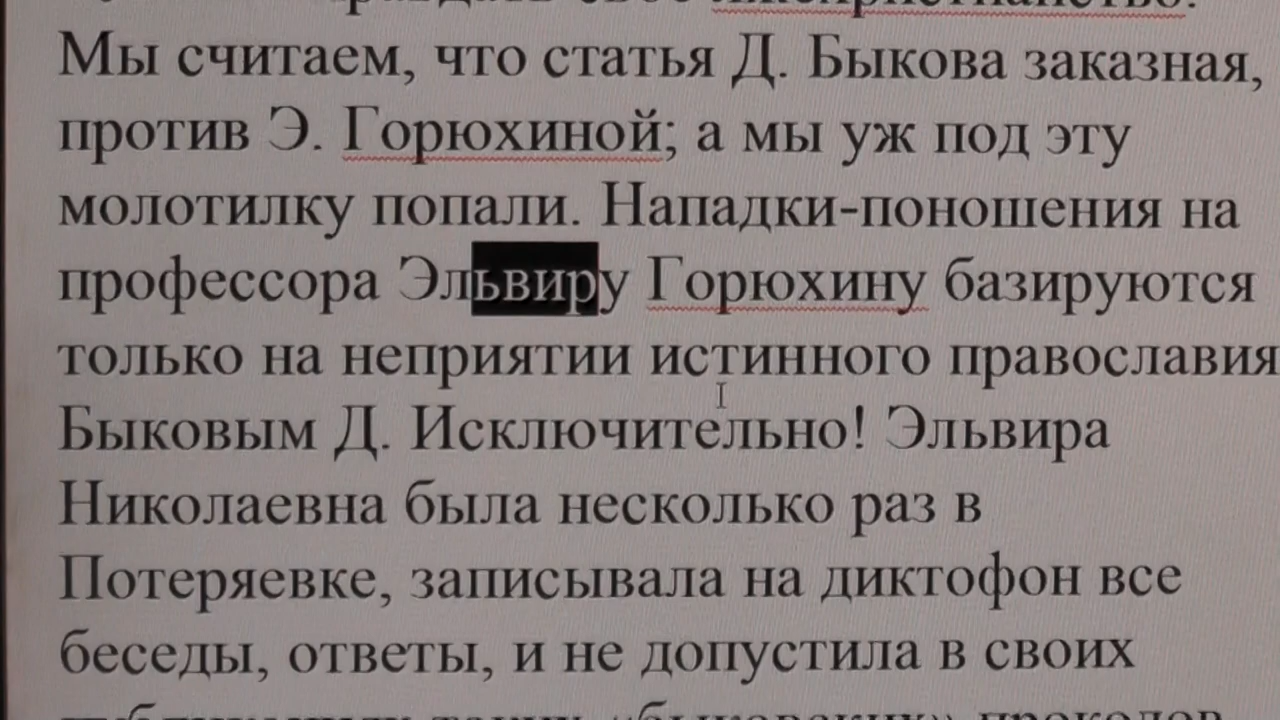 Мы считаем, что статья Д. Быкова заказная,
против Э. Горюхиной; а мы уж под эту
молотилку попали. Нападки-поношения на
профессора Эльвиру Горюхину базируются
только на неприятии истинного православия
Быковым Д. Исключительно! Эльвира
Николаевна была несколько раз в
Потеряевке, записывала на диктофон все
беседы, ответы, и не допустила в своих